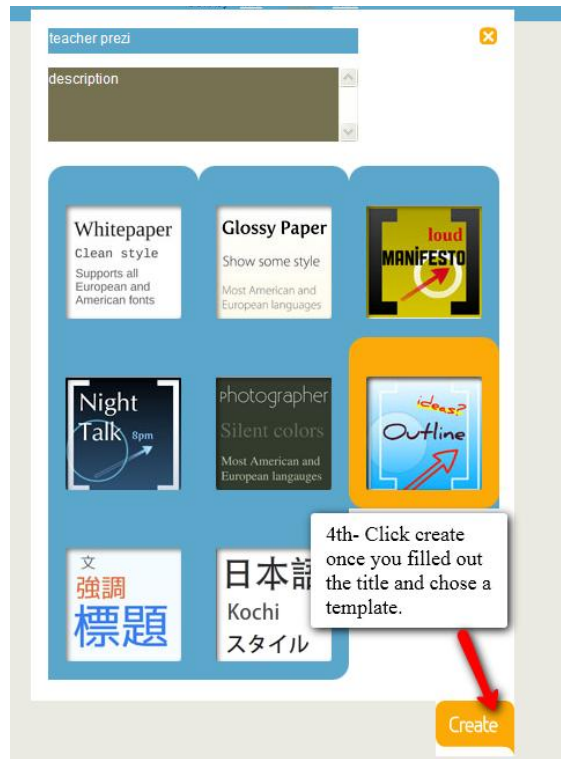 teacher prezi
description
Whitepaper
Clean style
Supports all
European and
American fonts
Glossy Paper
Show some style
Most American and
European languages
loud
MANİFESTO
Night
Talk 8pm
photographer
Silent colors
Most American and
European langauges
ideas?
Outline
4th- Click create
once you filled out
the title and chose a
template.
文
強調
標題
日本語
Kochi
スタイル
Create